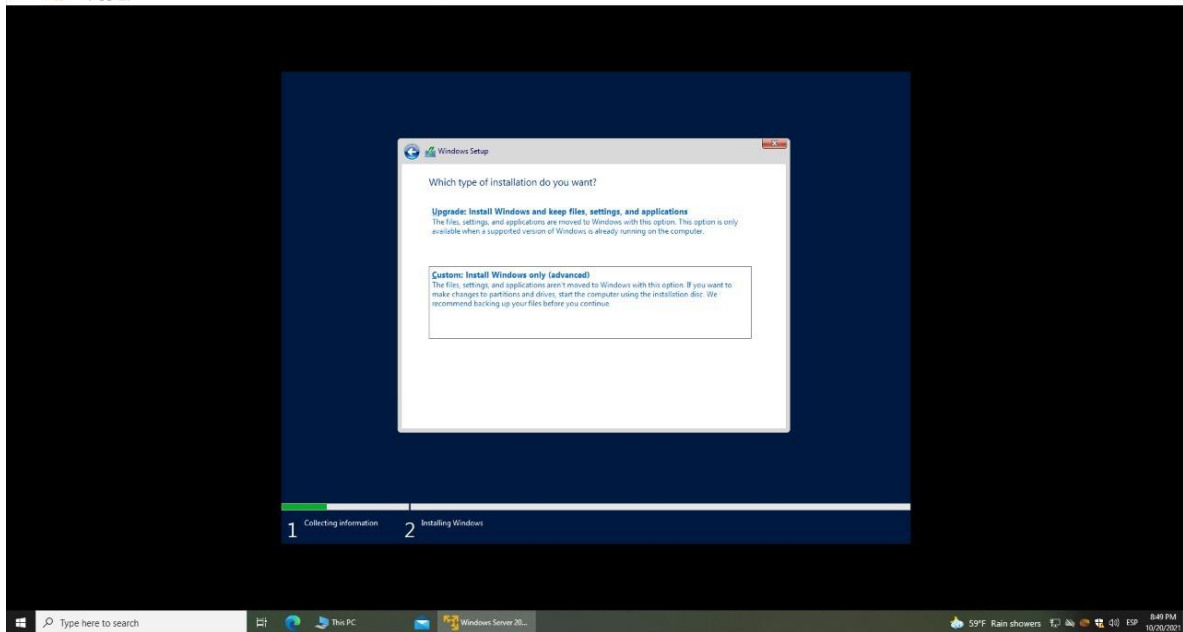 Windows Setup
Which type of installation do you want?
Upgrade: Install Windows and keep files, settings, and applications
The files, settings, and applications are moved to Windows with this option. This option is only
available when a supported version of Windows is already running on the computer.
Custom: Install Windows only (advanced)
The files, settings, and applications aren't moved to Windows with this option. If you want to
make changes to partitions and drives, start the computer using the installation disc. We
recommend backing up your files before you continue.
1 Collecting information 2 Installing Windows
Type here to search This PC Windows Server 20... 59°F Rain showers ESP 8:49 PM
10/20/2021